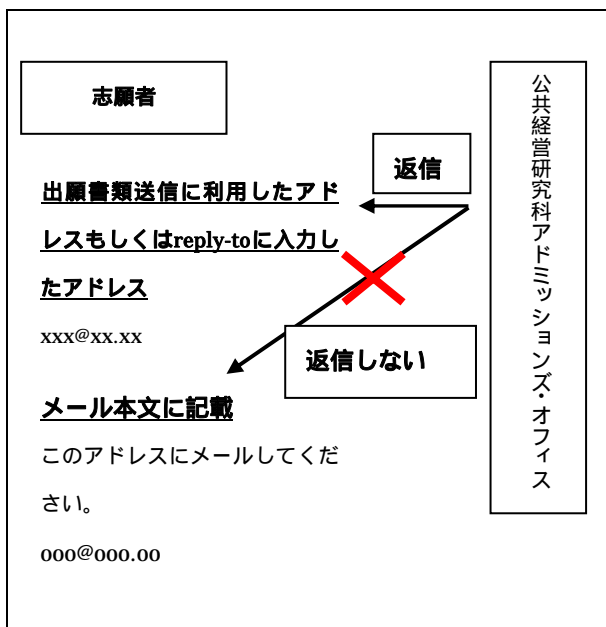 志願者
公共経営研究科アドミッションズ・オフィス
返信
出願書類送信に利用したアド
レスもしくはreply-toに入力し
たアドレス
xxx@xx.xx
返信しない
メール本文に記載
このアドレスにメールしてくだ
さい。
ooo@ooo.oo